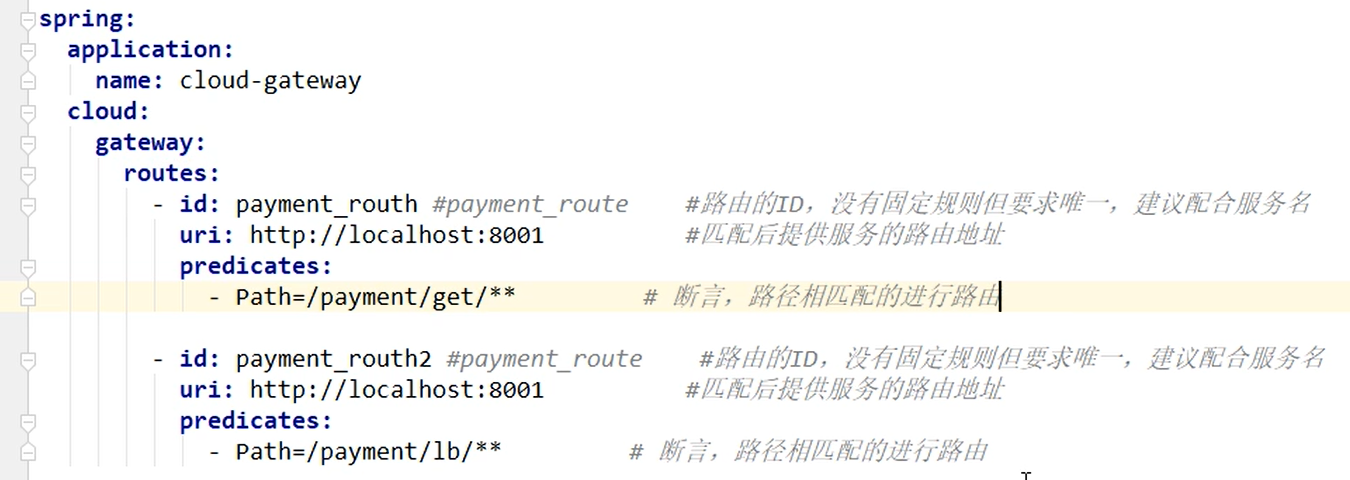 spring:
  application:
    name: cloud-gateway
  cloud:
    gateway:
      routes:
        - id: payment_routh #payment_route    #路由的ID，没有固定规则但要求唯一，建议配合服务名
          uri: http://localhost:8001          #匹配后提供服务的路由地址
          predicates:
            - Path=/payment/get/**         # 断言，路径相匹配的进行路由
        - id: payment_routh2 #payment_route    #路由的ID，没有固定规则但要求唯一，建议配合服务名
          uri: http://localhost:8001          #匹配后提供服务的路由地址
          predicates:
            - Path=/payment/lb/**         # 断言，路径相匹配的进行路由